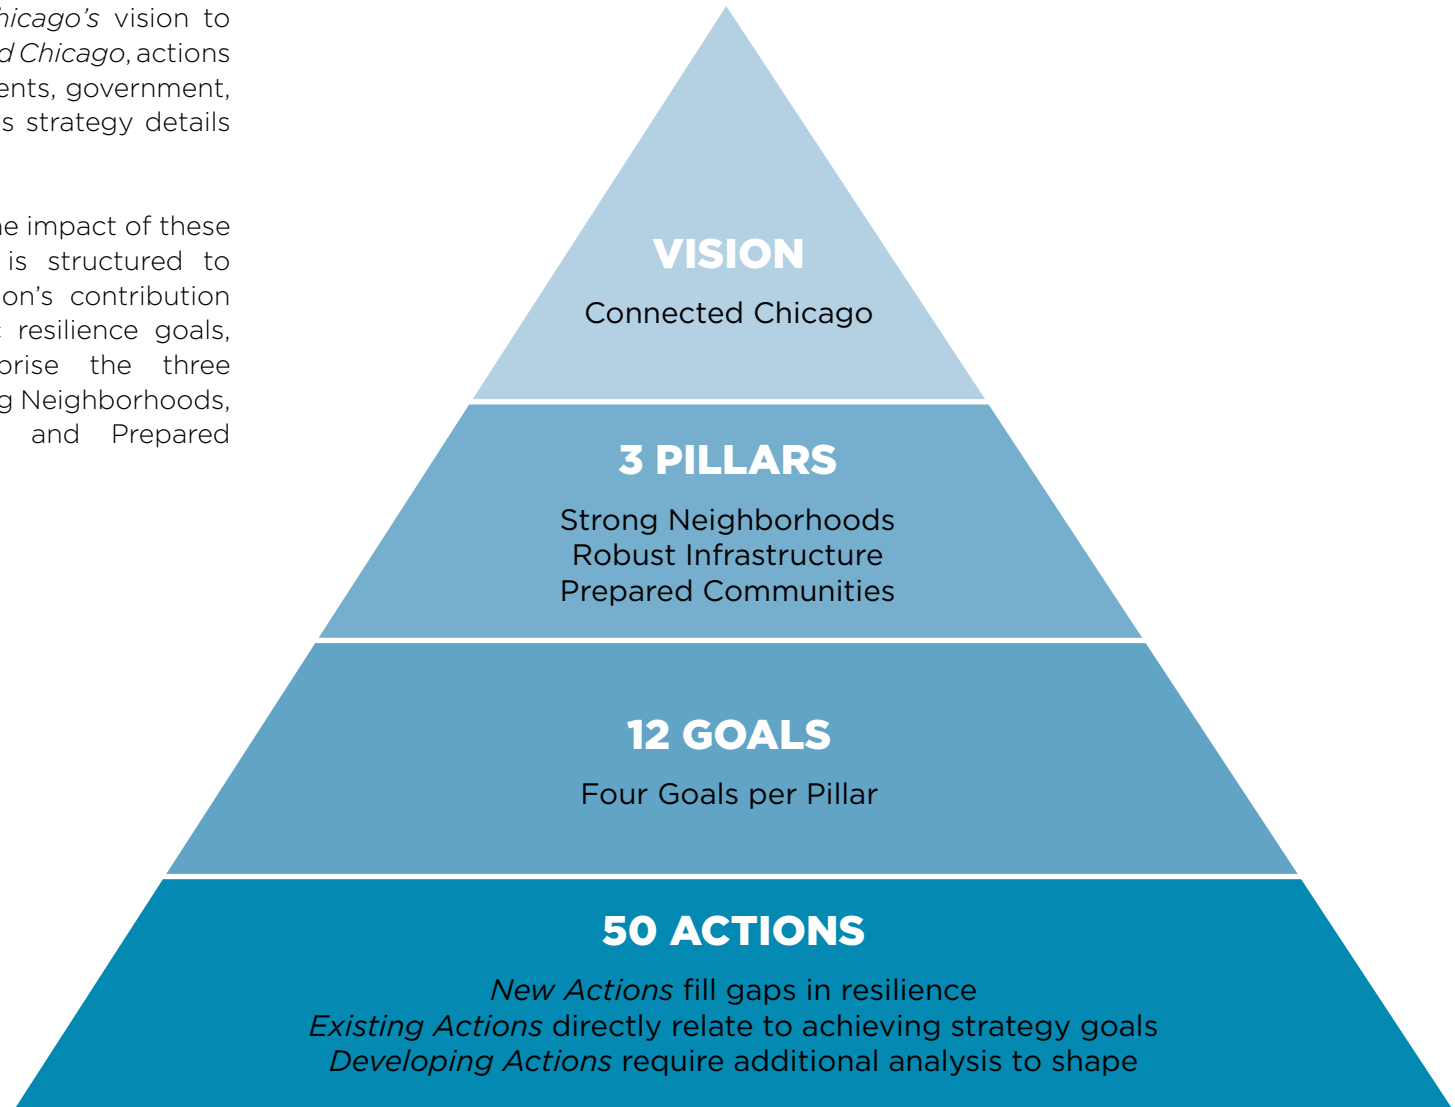 hicago's vision to
d Chicago, actions
ents, government,
s strategy details
e impact of these
is structured to
on's contribution
resilience goals,
prise the three
g Neighborhoods,
and Prepared
VISION
Connected Chicago
3 PILLARS
Strong Neighborhoods
Robust Infrastructure
Prepared Communities
12 GOALS
Four Goals per Pillar
50 ACTIONS
New Actions fill gaps in resilience
Existing Actions directly relate to achieving strategy goals
Developing Actions require additional analysis to shape